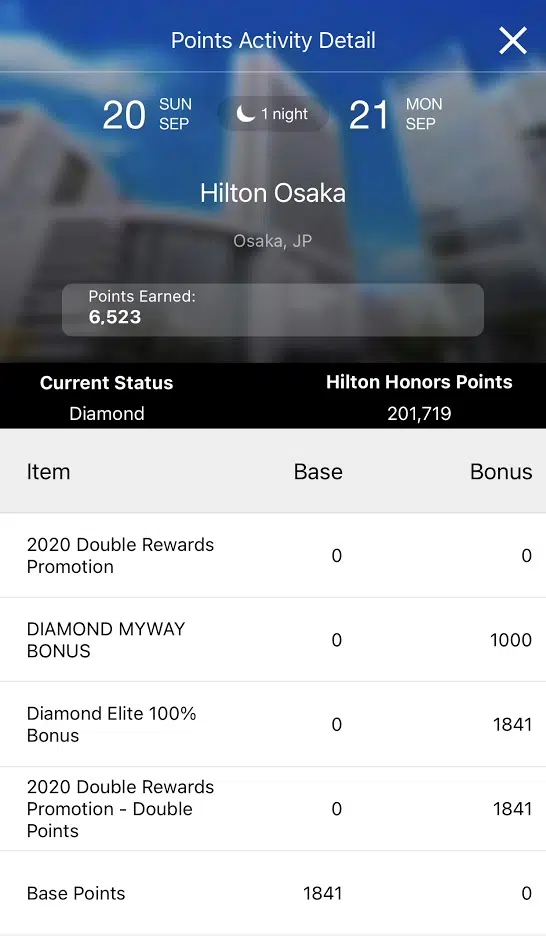 Points Activity Detail
20 SUN SEP 1 night 21 MON SEP
Hilton Osaka
Osaka, JP
Points Earned:
6,523
Current Status Hilton Honors Points
Diamond 201,719
Item Base Bonus
2020 Double Rewards
Promotion 0 0
DIAMOND MYWAY
BONUS 0 1000
Diamond Elite 100%
Bonus 0 1841
2020 Double Rewards
Promotion - Double 0 1841
Points
Base Points 1841 0